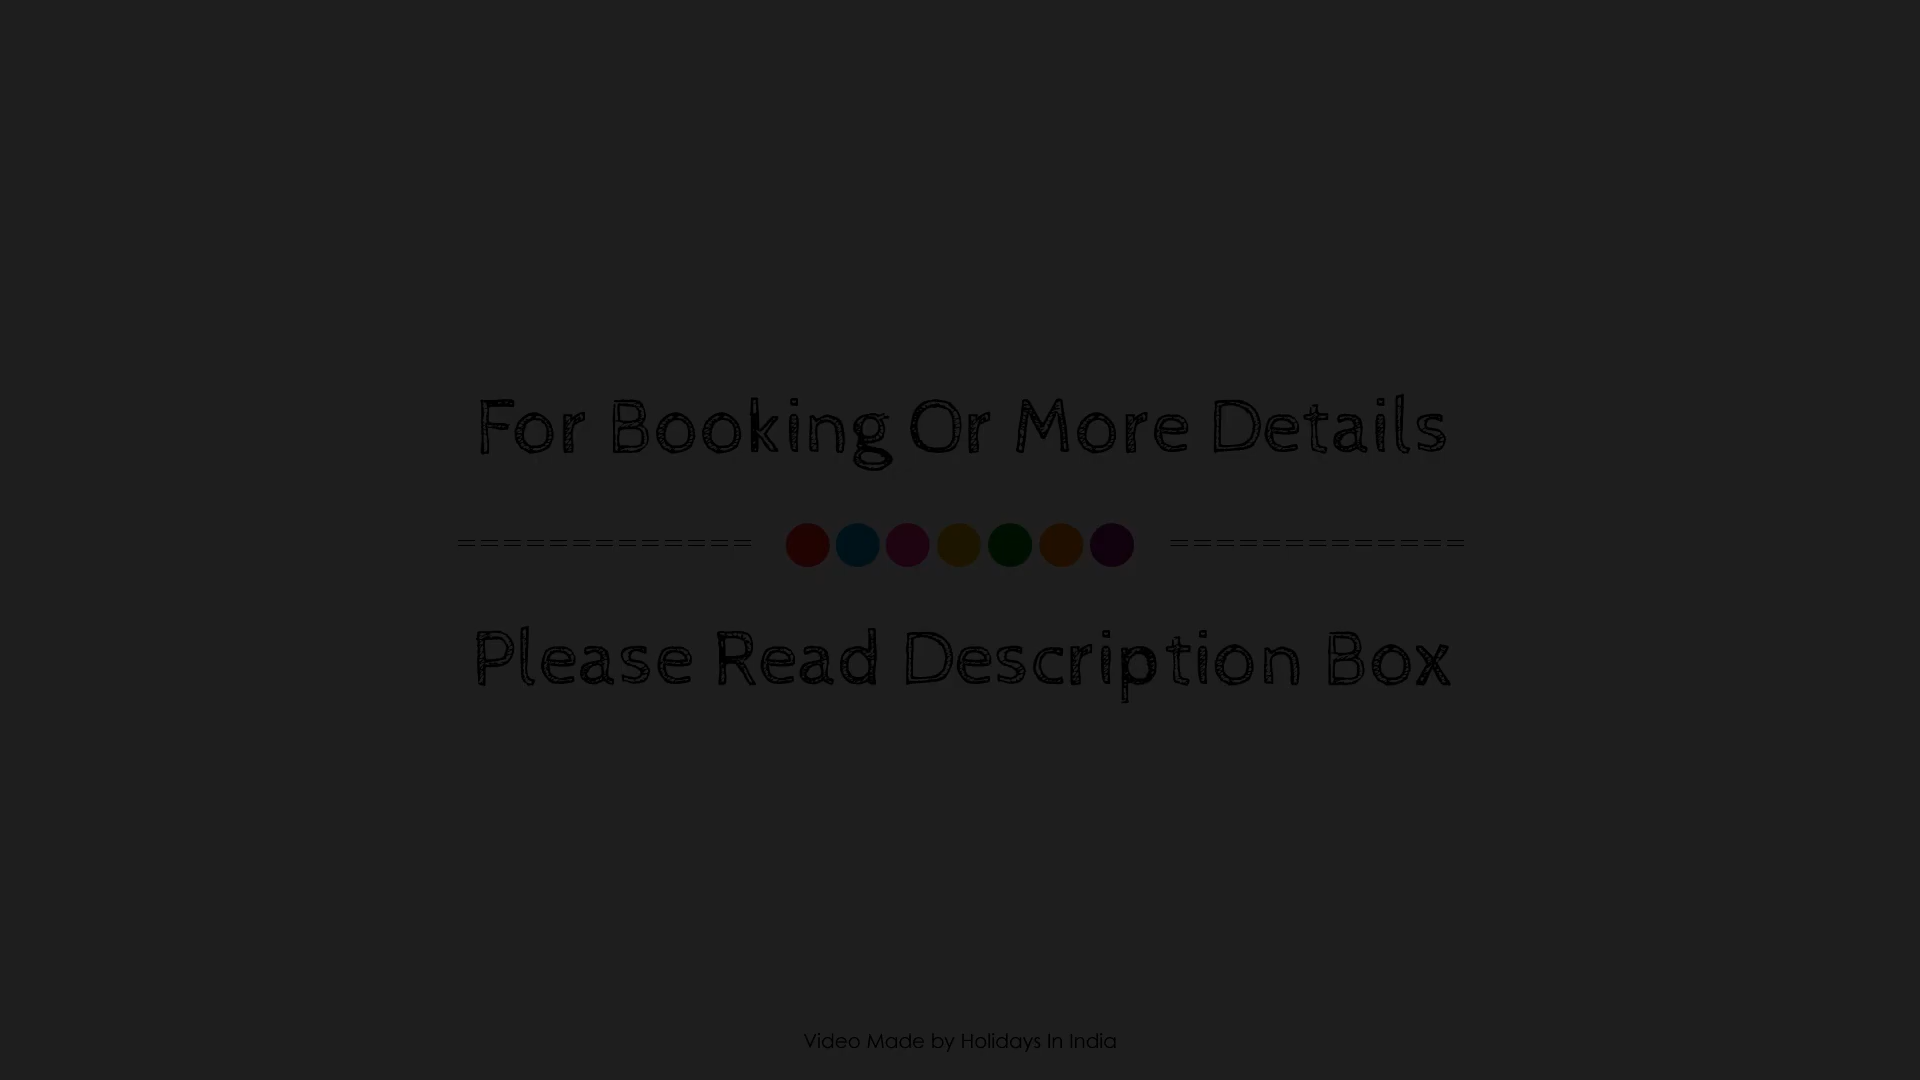 For Booking Or More Details
============= =============
Please Read Description Box
Video Made by Holidays In India